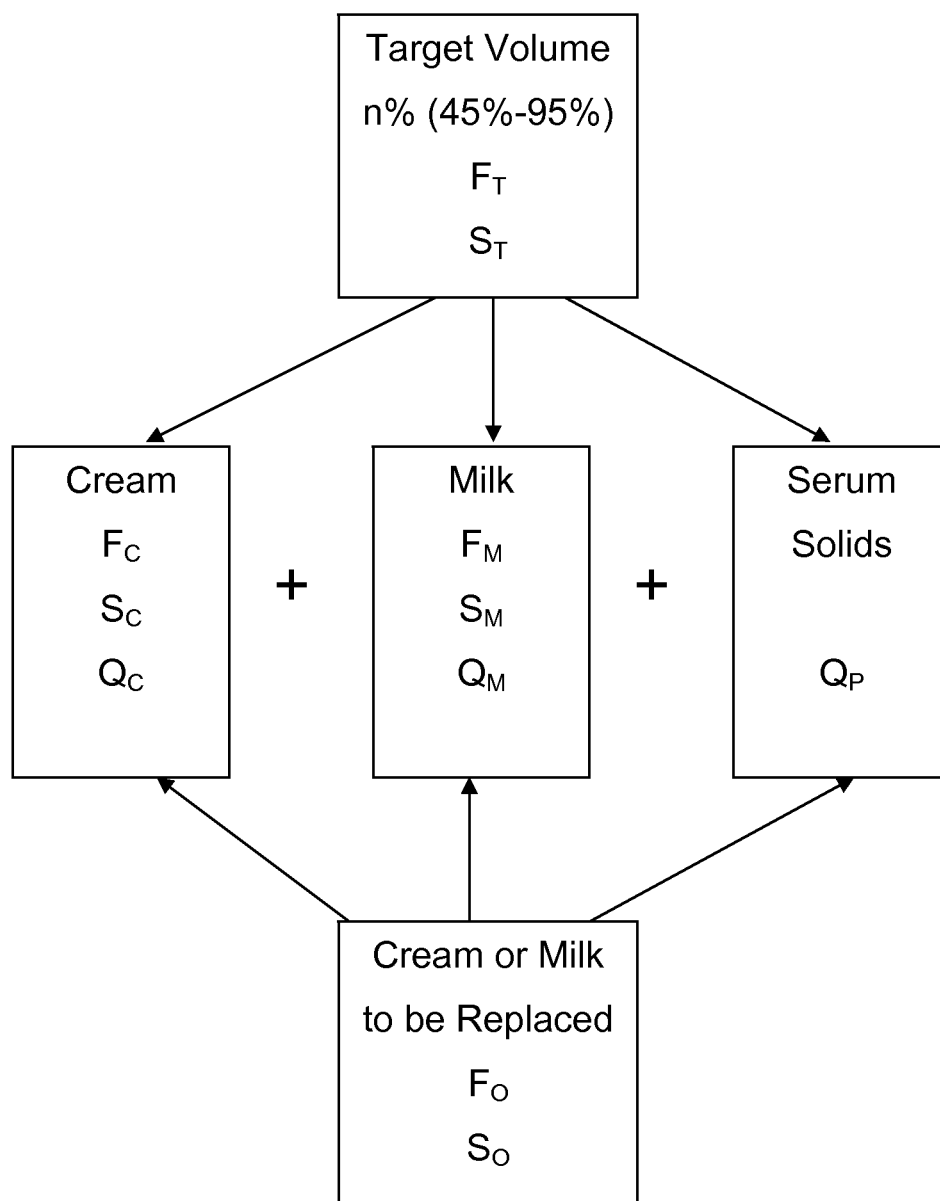 Target Volume
n% (45%-95%)
F_T
S_T
Cream
F_C
S_C
Q_C
+
Milk
F_M
S_M
Q_M
+
Serum
Solids
Q_P
Cream or Milk
to be Replaced
F_O
S_O